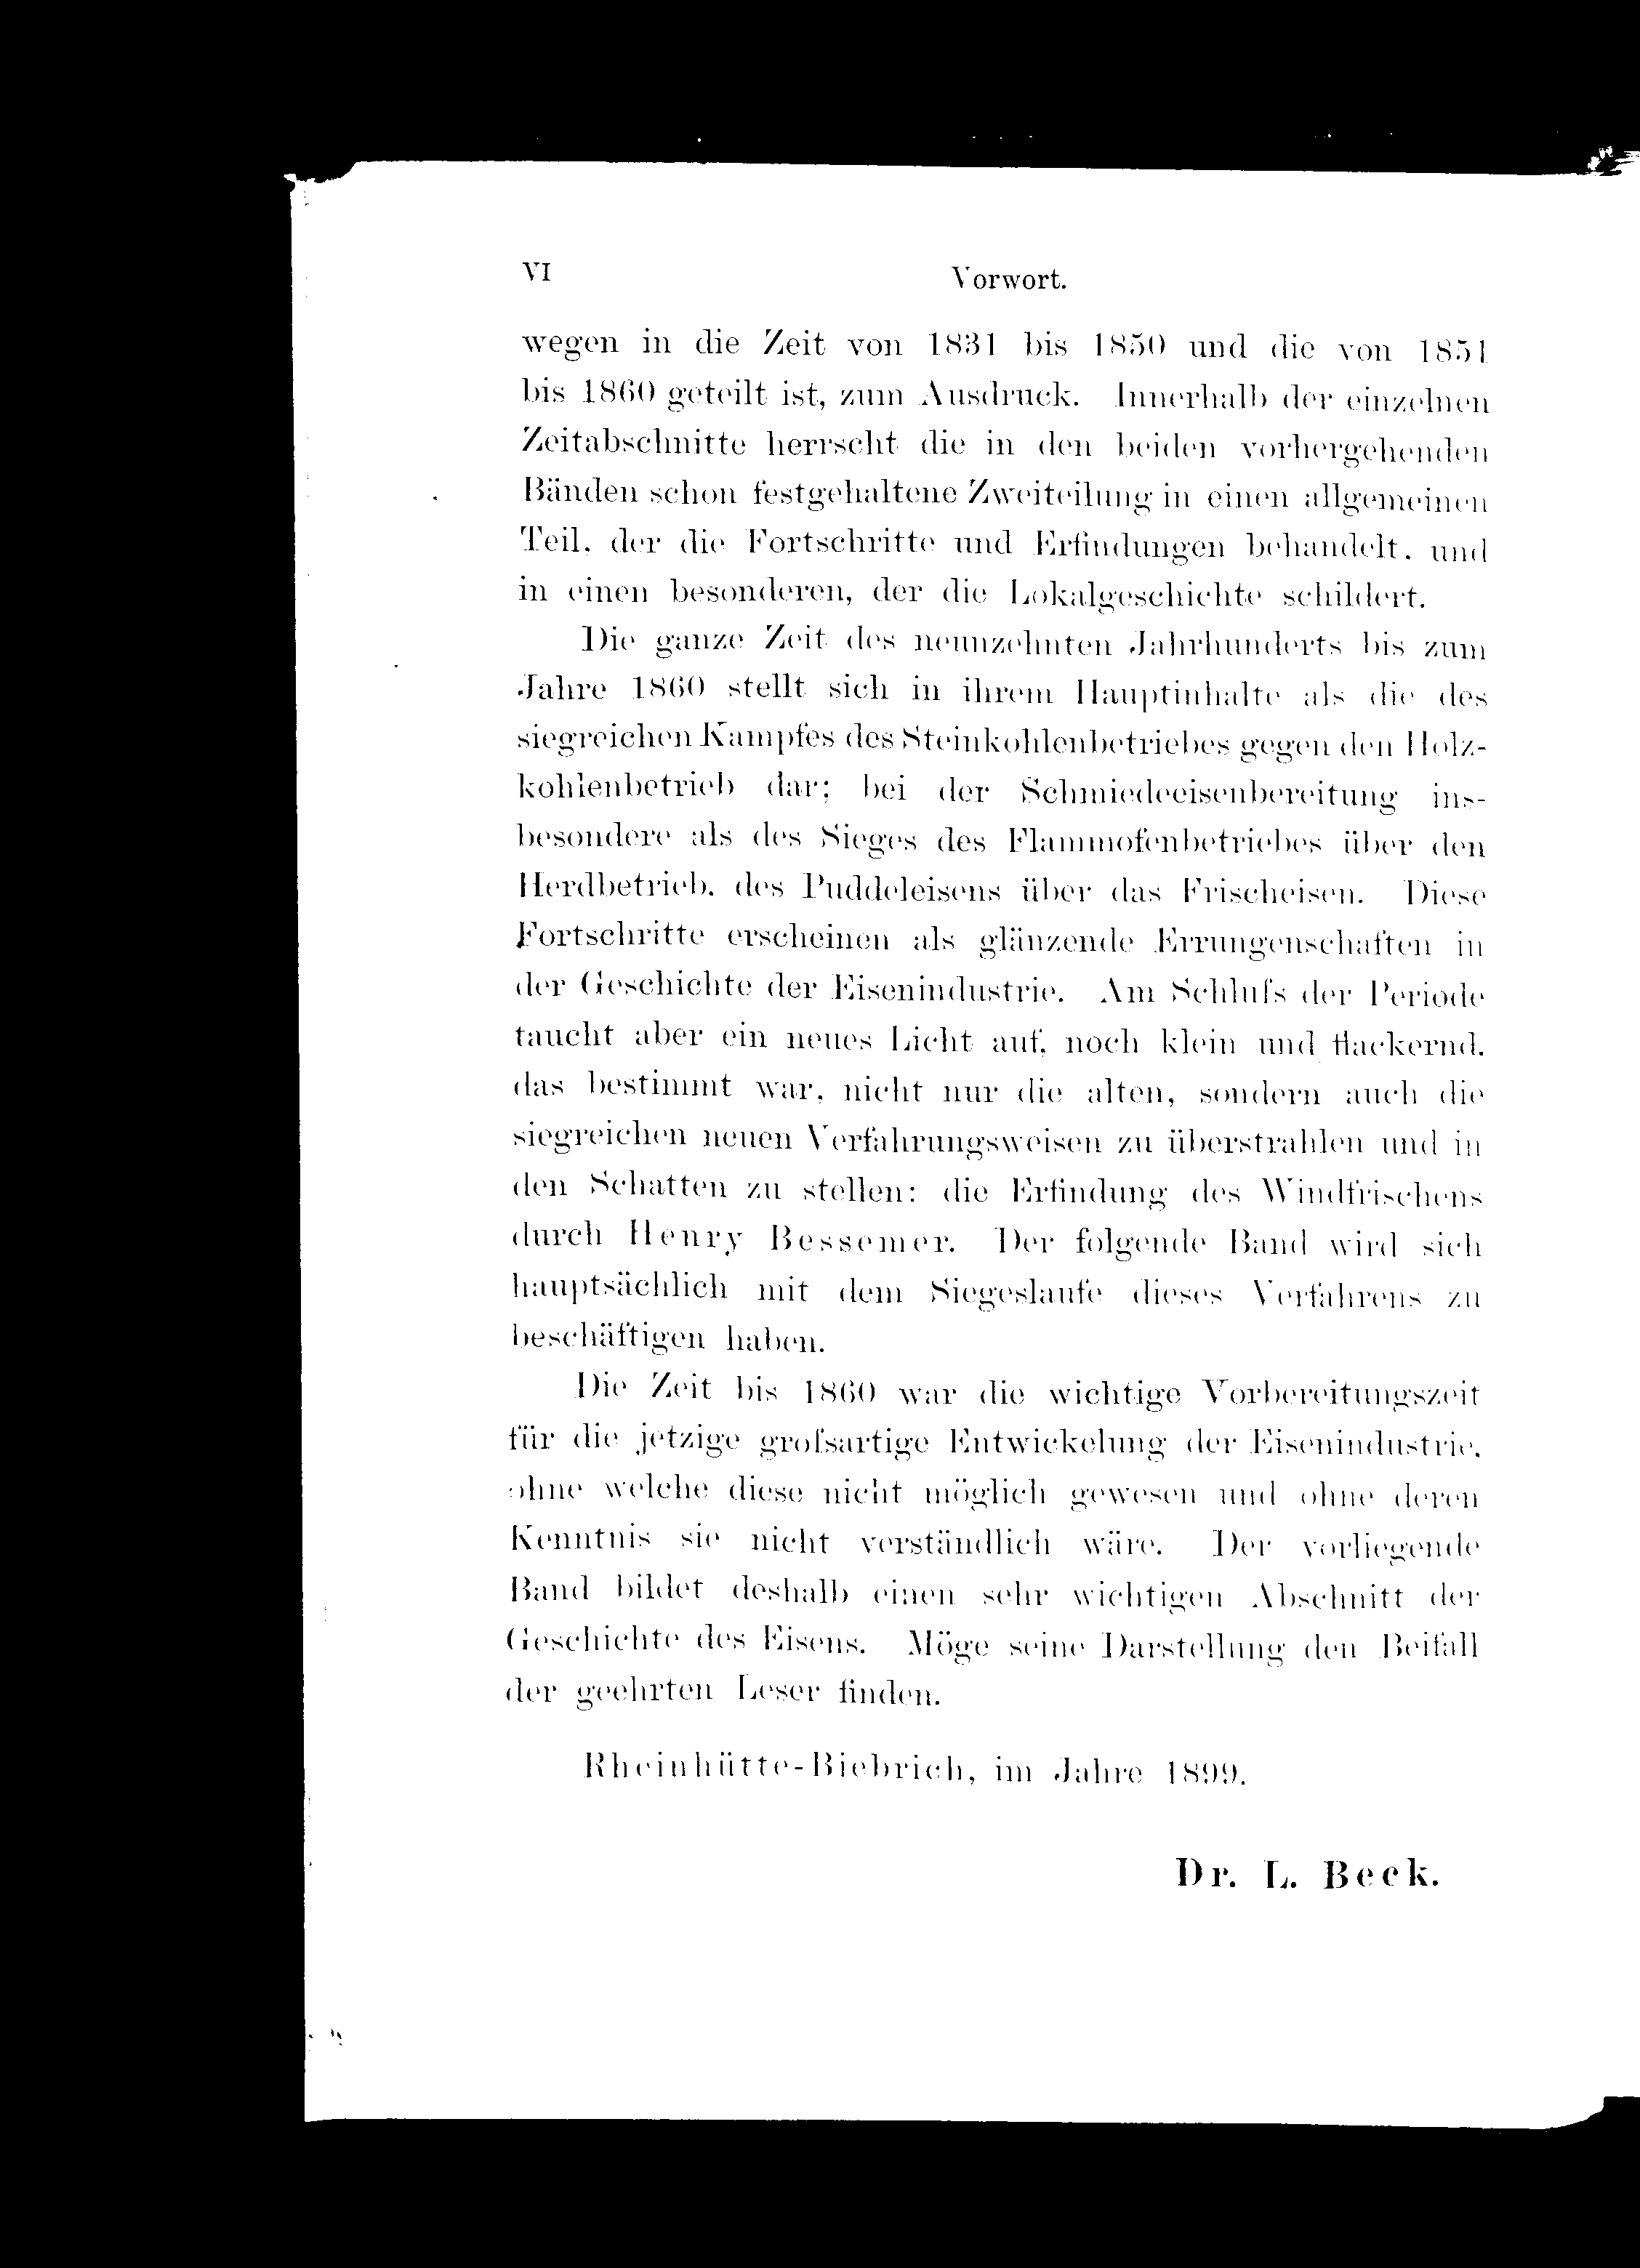 VI
Vorwort.
wegen in die Zeit von 1831 bis 1850 und die von 1851
bis 1860 geteilt ist, zum Ausdruck. Innerhalb der einzelnen
Zeitabschnitte herrscht die in den beiden vorhergehenden
Bänden schon festgehaltene Zweiteilung in einen allgemeinen
Teil, der die Fortschritte und Erfindungen behandelt, und
in einen besonderen, der die Lokalgeschichte schildert.
Die ganze Zeit des neunzehnten Jahrhunderts bis zum
Jahre 1860 stellt sich in ihrem Hauptinhalte als die des
siegreichen Kampfes des Steinkohlenbetriebes gegen den Holz-
kohlenbetrieb dar; bei der Schmiedeeisenbereitung ins-
besondere als des Sieges des Flammofenbetriebes über den
Herdbetrieb, des Puddeleisens über das Frischeisen. Diese
Fortschritte erscheinen als glänzende Errungenschaften in
der Geschichte der Eisenindustrie. Am Schluſs der Periode
taucht aber ein neues Licht auf, noch klein und flackernd,
das bestimmt war, nicht nur die alten, sondern auch die
siegreichen neuen Verfahrungsweisen zu überstrahlen und in
den Schatten zu stellen: die Erfindung des Windfrischens
durch Henry Bessemer. Der folgende Band wird sich
hauptsächlich mit dem Siegeslaufe dieses Verfahrens zu
beschäftigen haben.
Die Zeit bis 1860 war die wichtige Vorbereitungszeit
für die jetzige groſsartige Entwickelung der Eisenindustrie,
ohne welche diese nicht möglich gewesen und ohne deren
Kenntnis sie nicht verständlich wäre. Der vorliegende
Band bildet deshalb einen sehr wichtigen Abschnitt der
Geschichte des Eisens. Möge seine Darstellung den Beifall
der geehrten Leser finden.
Rheinhütte-Biebrich, im Jahre 1899.
Dr. L. Beck.